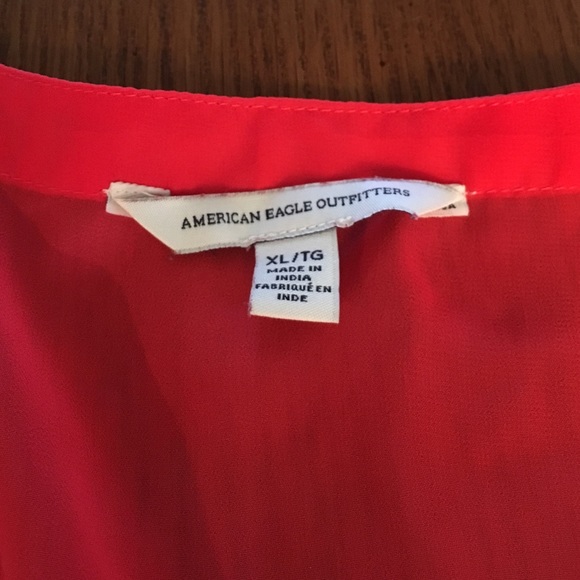 AMERICAN EAGLE OUTFITTERS
XL/TG
MADE IN
INDIA
FABRIQUÉ EN
INDE